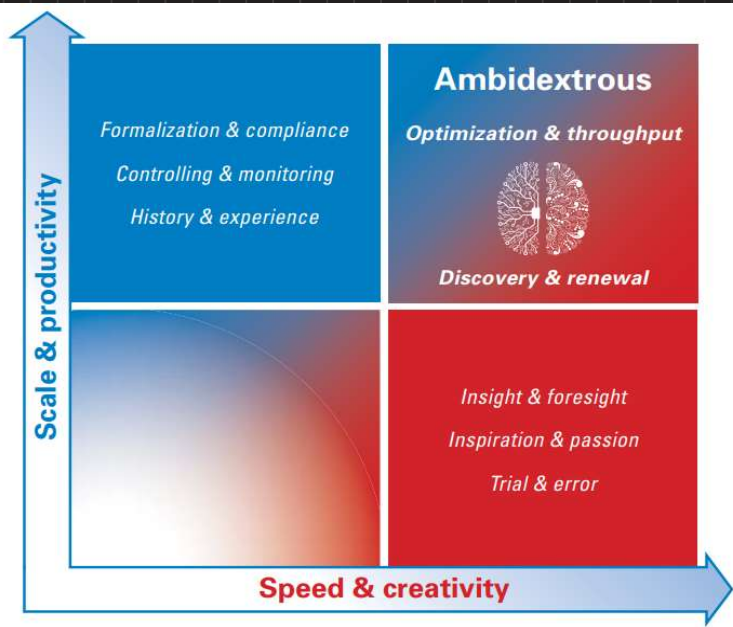 Scale & productivity
Formalization & compliance
Controlling & monitoring
History & experience
Ambidextrous
Optimization & throughput
Discovery & renewal
Insight & foresight
Inspiration & passion
Trial & error
Speed & creativity